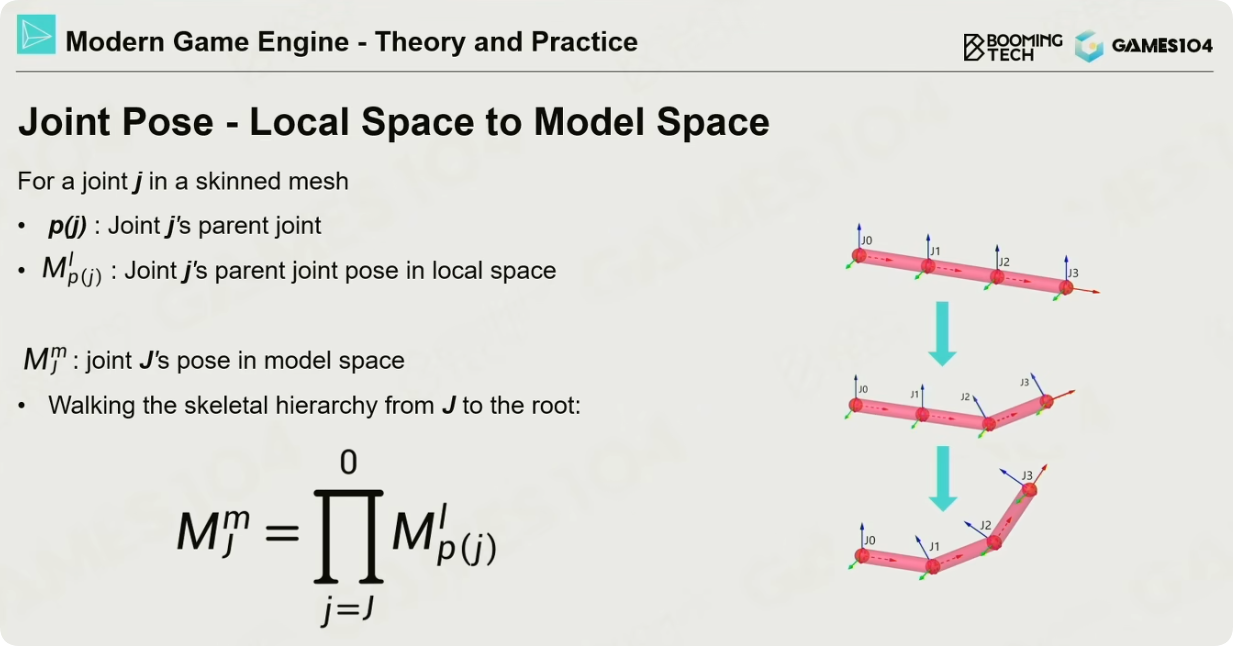 Modern Game Engine - Theory and Practice
BOOMING TECH
GAMES104
Joint Pose - Local Space to Model Space
For a joint j in a skinned mesh
• p(j) : Joint j's parent joint
• M^l_{p(j)} : Joint j's parent joint pose in local space
M^m_J : joint J's pose in model space
• Walking the skeletal hierarchy from J to the root:
M^m_J = ∏_{j=J}^{0} M^l_{p(j)}
J0 J1 J2 J3
J0 J1 J2 J3
J0 J1 J2 J3